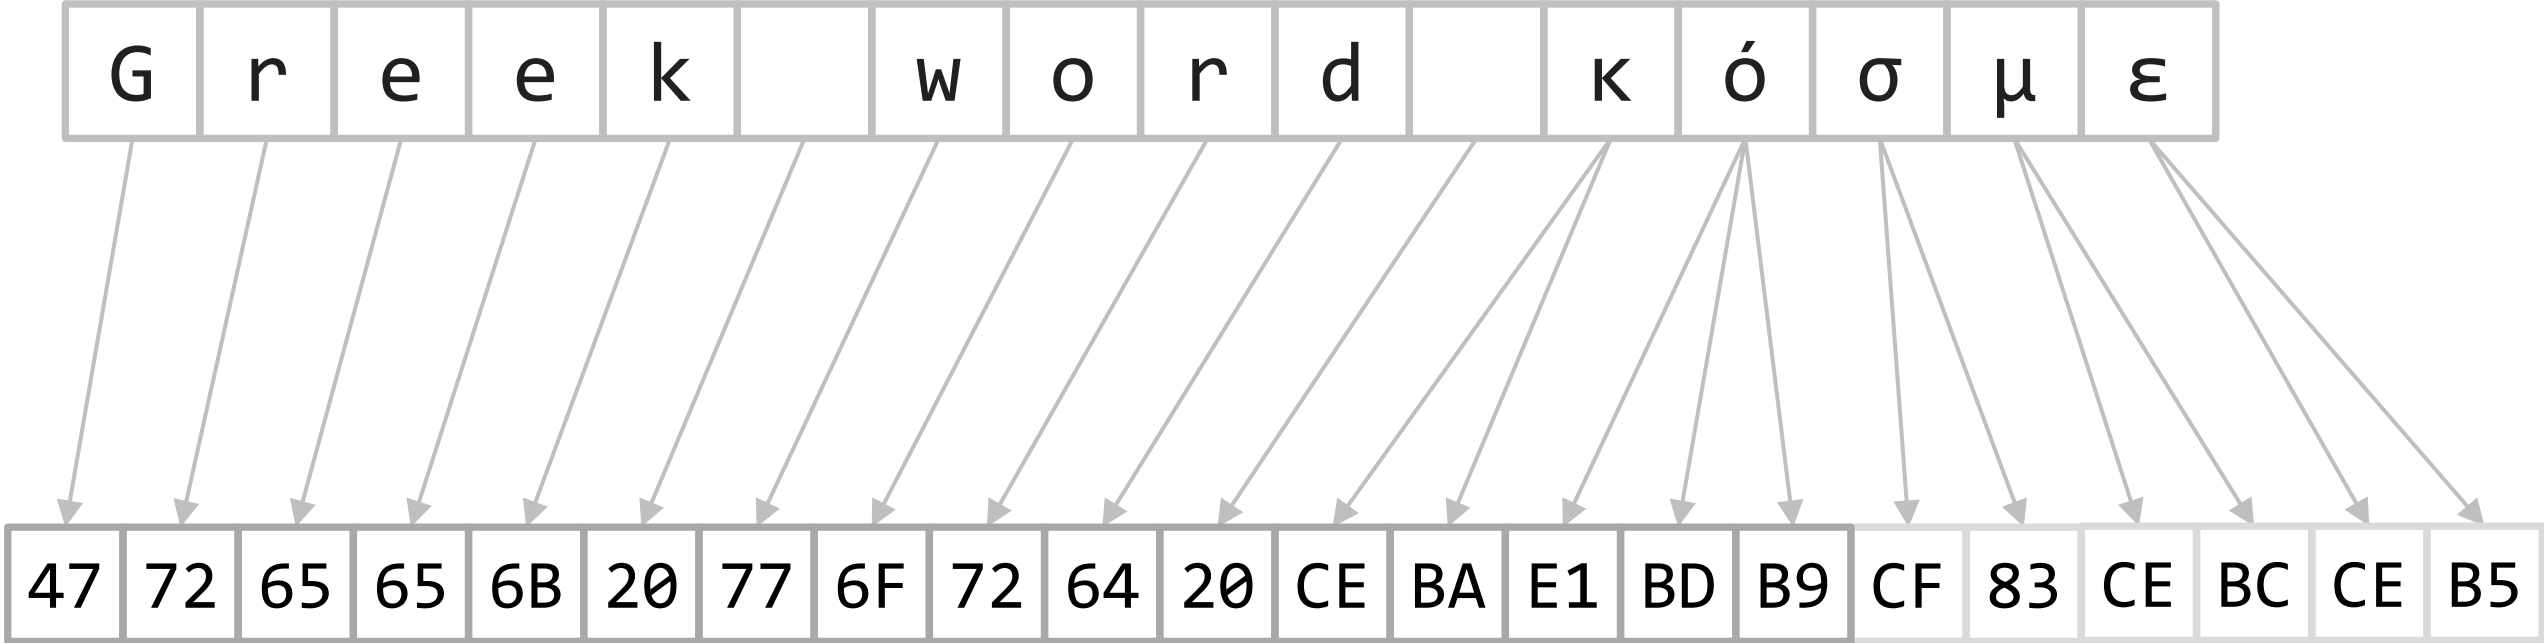 Greek word κόσμε
47 72 65 65 6B 20 77 6F 72 64 20 CE BA E1 BD B9 CF 83 CE BC CE B5